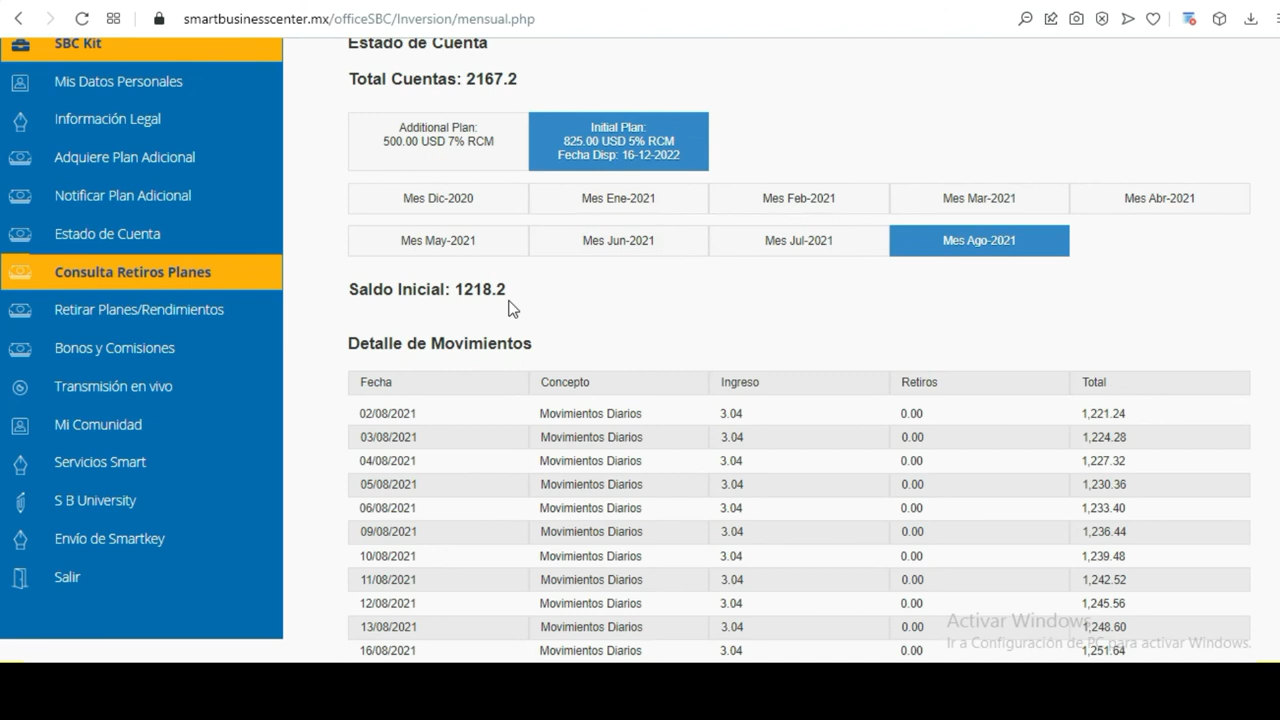 smartbusinesscenter.mx/officeSBC/Inversion/mensual.php
SBC Kit
Mis Datos Personales
Información Legal
Adquiere Plan Adicional
Notificar Plan Adicional
Estado de Cuenta
Consulta Retiros Planes
Retirar Planes/Rendimientos
Bonos y Comisiones
Transmisión en vivo
Mi Comunidad
Servicios Smart
S B University
Envío de Smartkey
Salir
Estado de Cuenta
Total Cuentas: 2167.2
Additional Plan:
500.00 USD 7% RCM
Initial Plan:
825.00 USD 5% RCM
Fecha Disp: 16-12-2022
Mes Dic-2020 Mes Ene-2021 Mes Feb-2021 Mes Mar-2021 Mes Abr-2021
Mes May-2021 Mes Jun-2021 Mes Jul-2021 Mes Ago-2021
Saldo Inicial: 1218.2
Detalle de Movimientos
Fecha Concepto Ingreso Retiros Total
02/08/2021 Movimientos Diarios 3.04 0.00 1,221.24
03/08/2021 Movimientos Diarios 3.04 0.00 1,224.28
04/08/2021 Movimientos Diarios 3.04 0.00 1,227.32
05/08/2021 Movimientos Diarios 3.04 0.00 1,230.36
06/08/2021 Movimientos Diarios 3.04 0.00 1,233.40
09/08/2021 Movimientos Diarios 3.04 0.00 1,236.44
10/08/2021 Movimientos Diarios 3.04 0.00 1,239.48
11/08/2021 Movimientos Diarios 3.04 0.00 1,242.52
12/08/2021 Movimientos Diarios 3.04 0.00 1,245.56
13/08/2021 Movimientos Diarios 3.04 0.00 1,248.60
16/08/2021 Movimientos Diarios 3.04 0.00 1,251.64
Activar Windows
Ir a Configuración de PC para activar Windows.